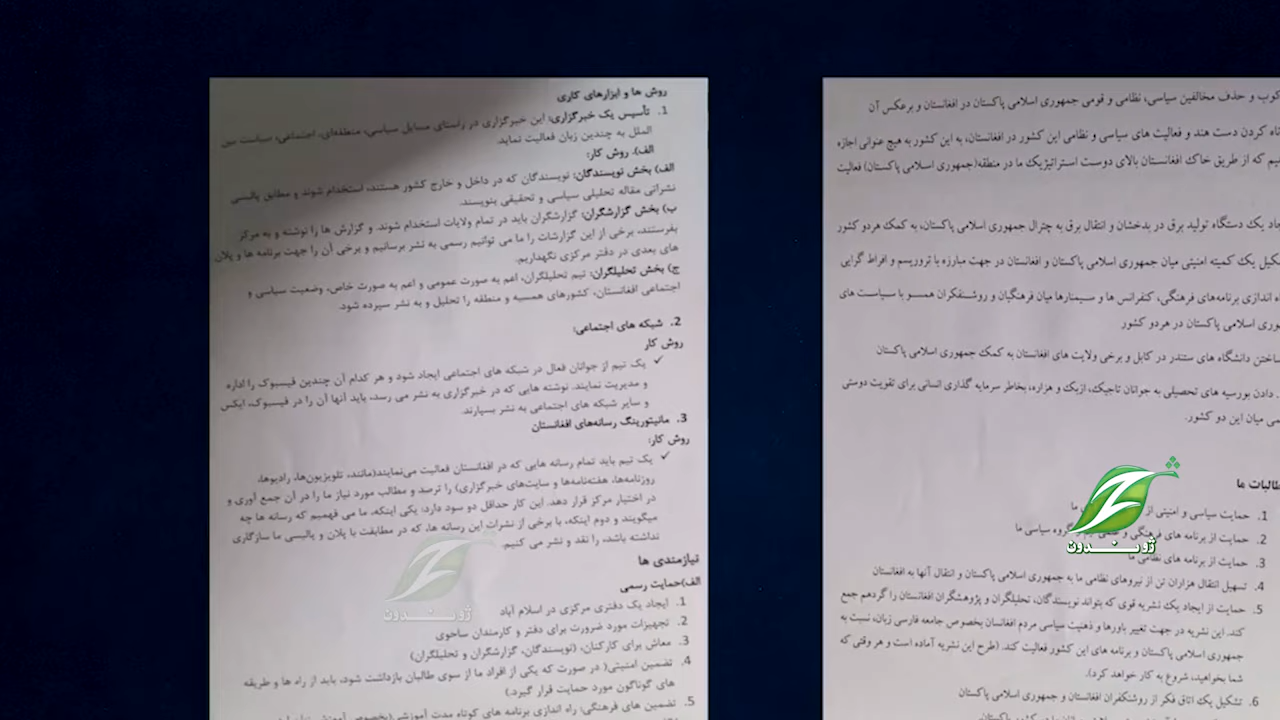 روش ها و ابزارهای کاری
1. تأسیس یک خبرگزاری: این خبرگزاری در راستای مسایل سیاسی، منطقه‌ای، اجتماعی، سیاست بین
الملل به چندین زبان فعالیت نماید.
الف). روش کار:
الف) بخش نویسندگان: نویسندگان که در داخل و خارج کشور هستند، استخدام شوند و مطابق پالیسی
نشراتی مقاله تحلیلی سیاسی و تحقیقی بنویسند.
ب) بخش گزارشگران: گزارشگران باید در تمام ولایات استخدام شوند. و گزارش ها را نوشته و به مرکز
بفرستند، برخی از این گزارشات را ما می توانیم رسمی به نشر برسانیم و برخی آن را جهت برنامه ها و پلان
های بعدی در دفتر مرکزی نگهداریم.
ج) بخش تحلیلگران: تیم تحلیلگران، اعم به صورت عمومی و اعم به صورت خاص، وضعیت سیاسی و
اجتماعی افغانستان، کشورهای همسیه و منطقه را تحلیل و به نشر سپرده شود.
2. شبکه های اجتماعی:
روش کار
✓ یک تیم از جوانان فعال در شبکه های اجتماعی ایجاد شود و هر کدام آن چندین فیسبوک را اداره
و مدیریت نمایند. نوشته هایی که در خبرگزاری به نشر می رسد، باید آنها آن را در فیسبوک، ایکس
و سایر شبکه های اجتماعی به نشر بسپارند.
3. مانیتورینگ رسانه‌های افغانستان
روش کار:
✓ یک تیم باید تمام رسانه هایی که در افغانستان فعالیت می‌نمایند(مانند، تلویزیون‌ها، رادیوها،
روزنامه‌ها، هفته‌نامه‌ها و سایت‌های خبرگزاری) را ترصد و مطالب مورد نیاز ما را در آن جمع آوری و
در اختیار مرکز قرار دهد. این کار حداقل دو سود دارد: یکی اینکه، ما می فهمیم که رسانه ها چه
میگویند و دوم اینکه، با برخی از نشرات این رسانه ها، که در مطابقت با پلان و پالیسی ما سازگاری
نداشته باشد، را نقد و نشر می کنیم.
نیازمندی ها
الف)حمایت رسمی
1. ایجاد یک دفتری مرکزی در اسلام آباد
2. تجهیزات مورد ضرورت برای دفتر و کارمندان ساحوی
3. معاش برای کارکنان، (نویسندگان، گزارشگران و تحلیلگران)
4. تضمین امنیتی( در صورت که یکی از افراد ما از سوی طالبان بازداشت شود، باید از راه ها و طریقه
های گوناگون مورد حمایت قرار گیرد.)
5. تضمین های فرهنگی: راه اندازی برنامه های کوتاه مدت آموزشی(بخصوص
ژوندون
کوب و حذف مخالفین سیاسی، نظامی و قومی جمهوری اسلامی پاکستان در افغانستان و برعکس آن
اه کردن دست هند و فعالیت های سیاسی و نظامی این کشور در افغانستان، به این کشور به هیچ عنوانی اجازه
یم که از طریق خاک افغانستان بالای دوست استراتیژیک ما در منطقه(جمهوری اسلامی پاکستان) فعالیت
اد یک دستگاه تولید برق در بدخشان و انتقال برق به چترال جمهوری اسلامی پاکستان، به کمک هردو کشور
کیل یک کمیته امنیتی میان جمهوری اسلامی پاکستان و افغانستان در جهت مبارزه با تروریسم و افراط گرایی
اه اندازی برنامه‌های فرهنگی، کنفرانس ها و سیمنارها میان فرهنگیان و روشنفکران همسو با سیاست های
وری اسلامی پاکستان در هردو کشور
اختن دانشگاه های ستندر در کابل و برخی ولایت های افغانستان به کمک جمهوری اسلامی پاکستان
دادن بورسیه های تحصیلی به جوانان تاجیک، ازبک و هزاره، بخاطر سرمایه گذاری انسانی برای تقویت دوستی
می میان این دو کشور.
طالبات ما
1. حمایت سیاسی و امنیتی از ما
2. حمایت از برنامه های فرهنگی و گروه سیاسی ما
3. حمایت از برنامه های نظامی ما
4. تسهیل انتقال هزاران تن از نیروهای نظامی ما به جمهوری اسلامی پاکستان و انتقال آنها به افغانستان
5. حمایت از ایجاد یک نشریه قوی که بتواند نویسندگان، تحلیلگران و پژوهشگران افغانستان را گردهم جمع
کند. این نشریه در جهت تغییر باورها و ذهنیت سیاسی مردم افغانسان بخصوص جامعه فارسی زبان، نسبت به
جمهوری اسلامی پاکستان و برنامه های این کشور فعالیت کند. (طرح این نشریه آماده است و هر وقتی که
شما بخواهید، شروع به کار خواهد کرد).
6. تشکیل یک اتاق فکر از روشنکفران افغانستان و جمهوری اسلامی پاکستان
ژوندون